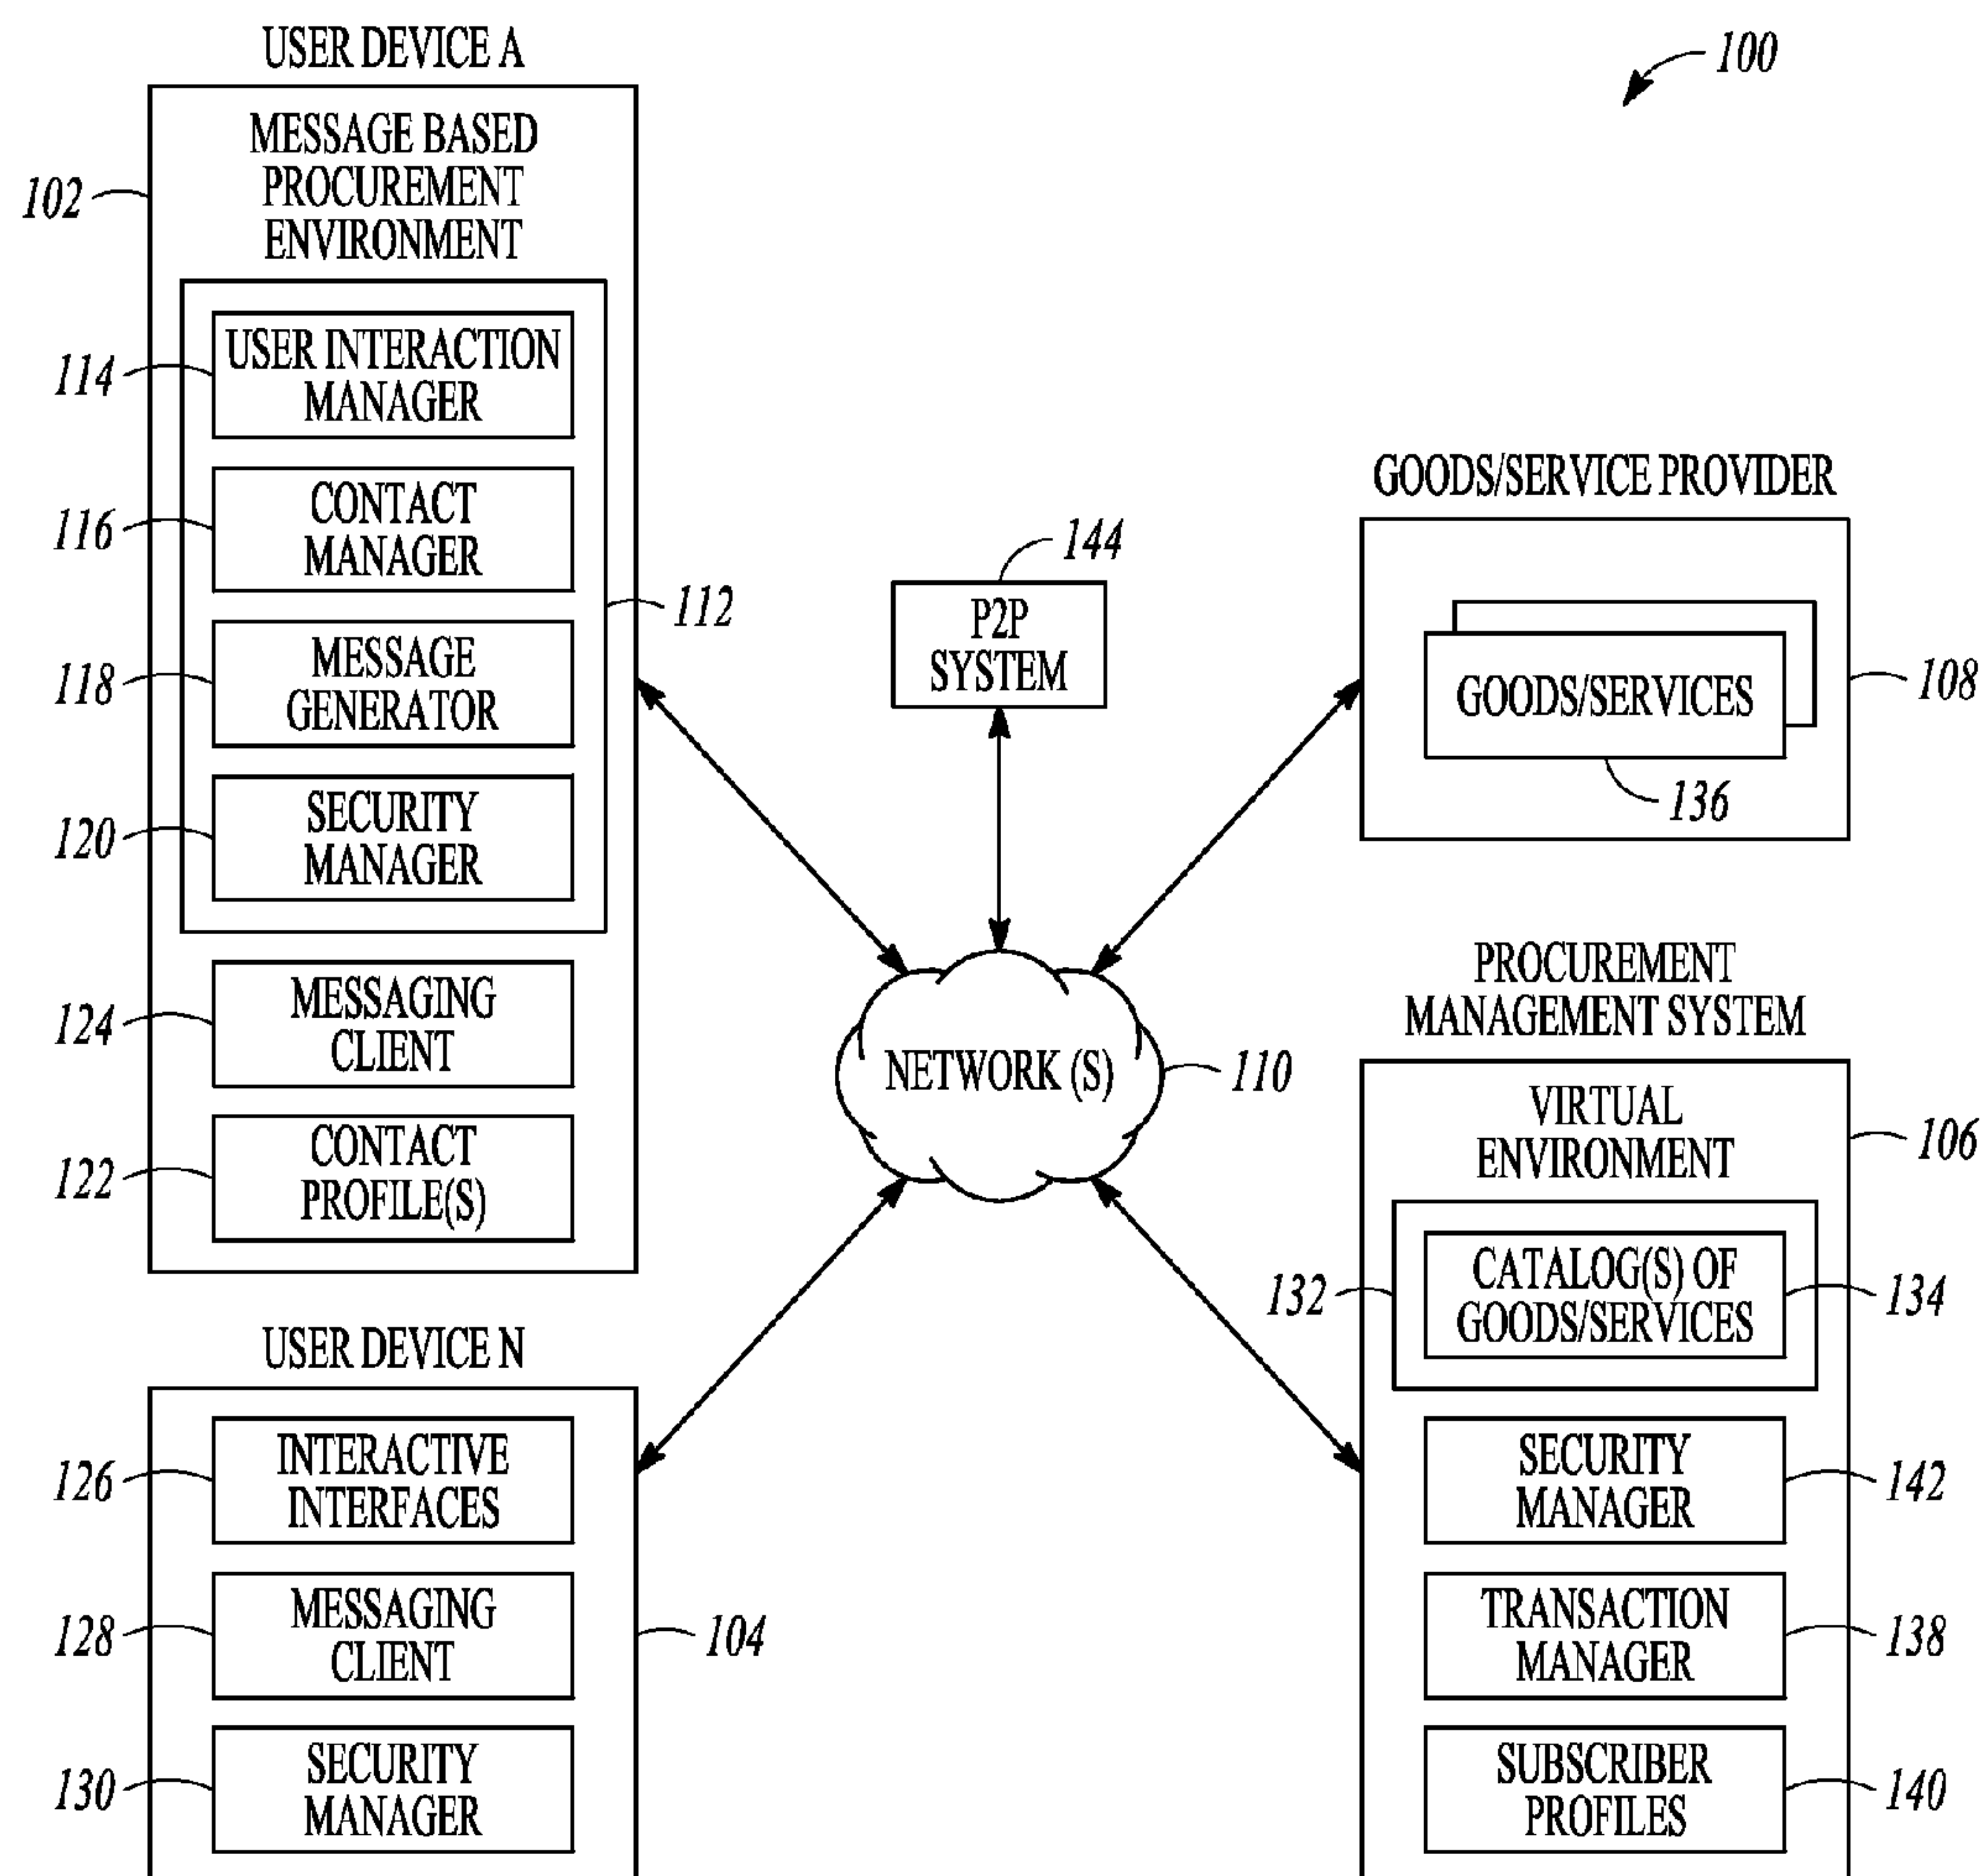 100
USER DEVICE A
102
MESSAGE BASED
PROCUREMENT
ENVIRONMENT
112
114
USER INTERACTION
MANAGER
116
CONTACT
MANAGER
118
MESSAGE
GENERATOR
120
SECURITY
MANAGER
124
MESSAGING
CLIENT
122
CONTACT
PROFILE(S)
USER DEVICE N
104
126
INTERACTIVE
INTERFACES
128
MESSAGING
CLIENT
130
SECURITY
MANAGER
144
P2P
SYSTEM
NETWORK (S)
110
GOODS/SERVICE PROVIDER
108
GOODS/SERVICES
136
PROCUREMENT
MANAGEMENT SYSTEM
106
VIRTUAL
ENVIRONMENT
132
CATALOG(S) OF
GOODS/SERVICES
134
SECURITY
MANAGER
142
TRANSACTION
MANAGER
138
SUBSCRIBER
PROFILES
140